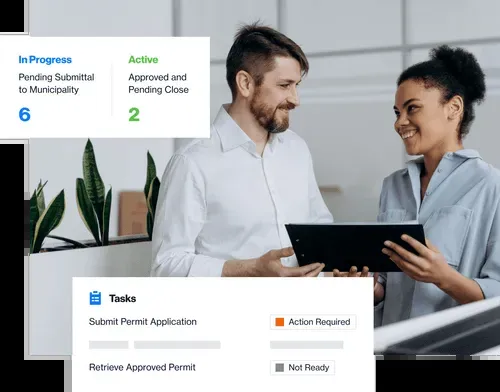 In Progress
Pending Submittal
to Municipality
6
Active
Approved and
Pending Close
2
Tasks
Submit Permit Application
Action Required
Retrieve Approved Permit
Not Ready